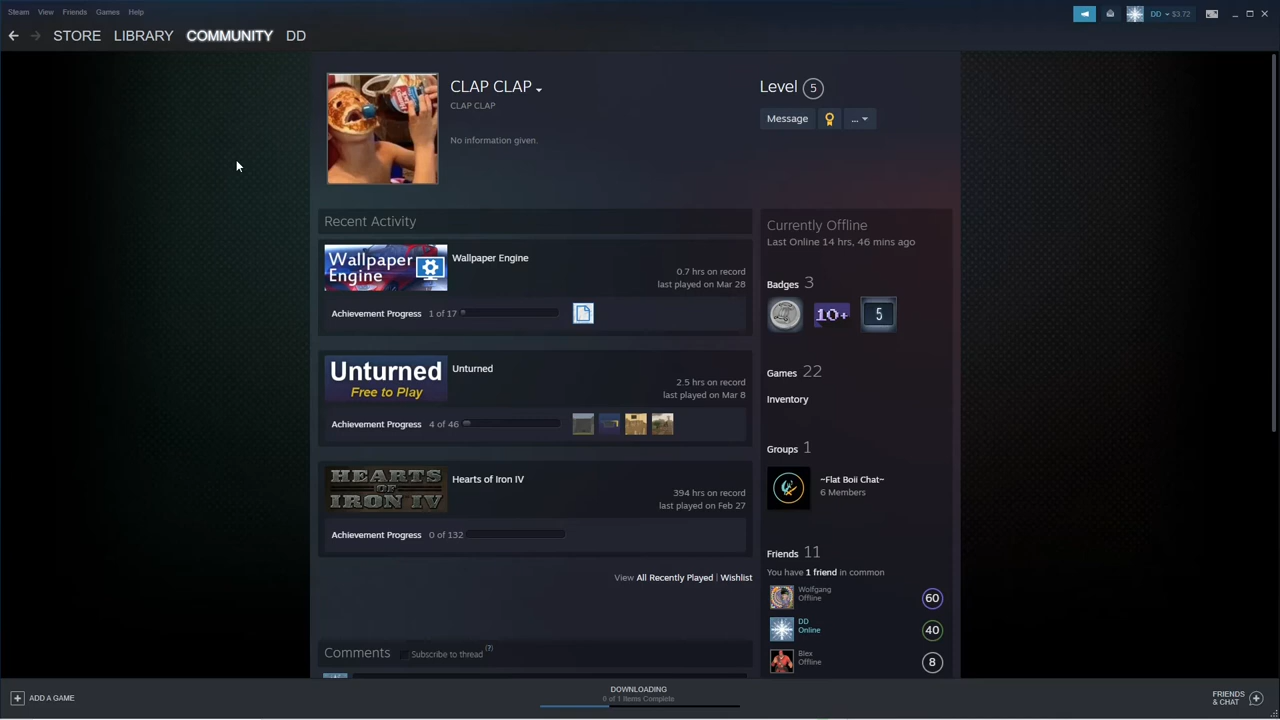 Steam View Friends Games Help
DD $3.72
STORE LIBRARY COMMUNITY DD
CLAP CLAP
CLAP CLAP
No information given.
Level 5
Message ...
Recent Activity
Wallpaper Engine
Wallpaper Engine
0.7 hrs on record
last played on Mar 28
Achievement Progress 1 of 17
Unturned
Free to Play
Unturned
2.5 hrs on record
last played on Mar 8
Achievement Progress 4 of 46
HEARTS OF IRON IV
Hearts of Iron IV
394 hrs on record
last played on Feb 27
Achievement Progress 0 of 132
View All Recently Played | Wishlist
Comments Subscribe to thread (?)
Currently Offline
Last Online 14 hrs, 46 mins ago
Badges 3
10+ 5
Games 22
Inventory
Groups 1
~Flat Boii Chat~
6 Members
Friends 11
You have 1 friend in common
Wolfgang
Offline
60
DD
Online
40
Blex
Offline
8
+ ADD A GAME
DOWNLOADING
0 of 1 Items Complete
FRIENDS
& CHAT +